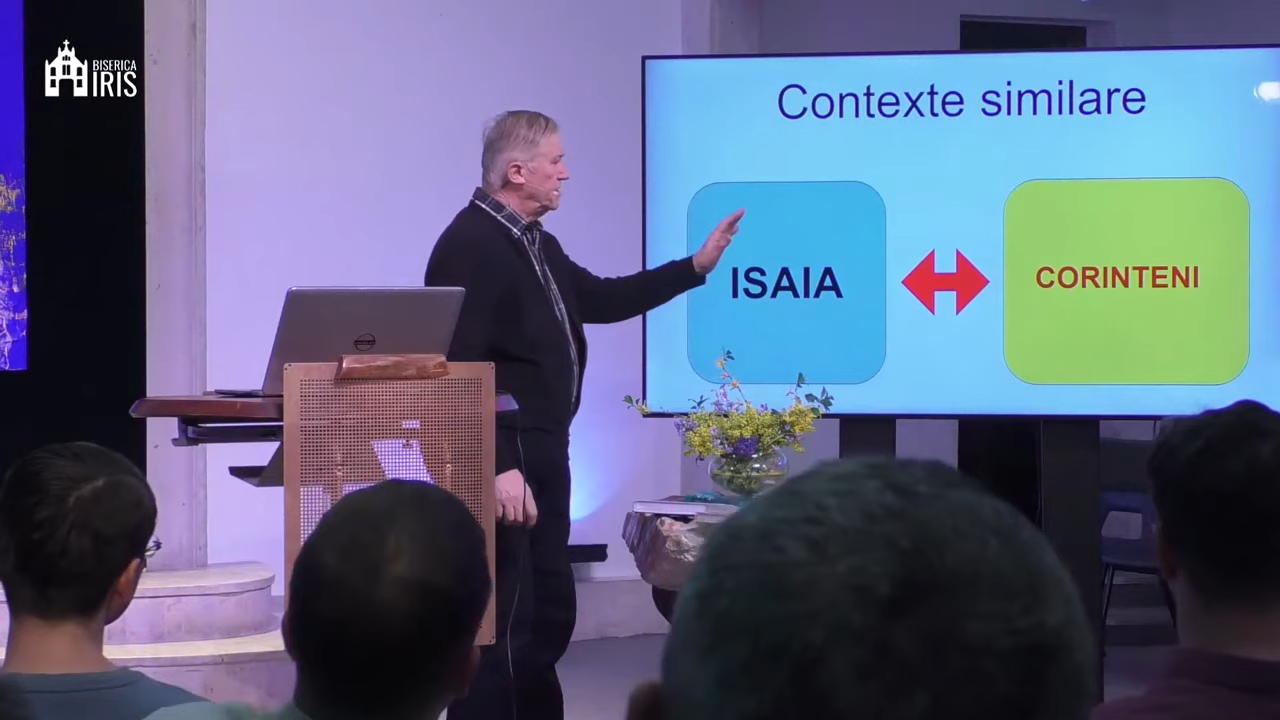 BISERICA
IRIS
Contexte similare
ISAIA
CORINTENI